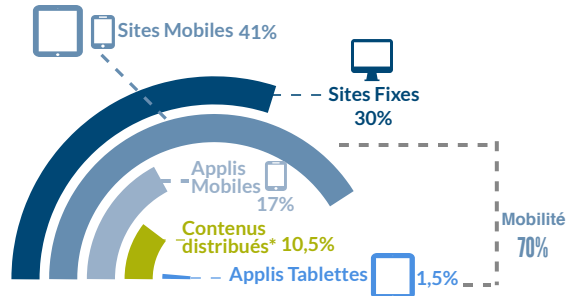 Sites Mobiles 41%
Sites Fixes
30%
Applis
Mobiles
17%
Mobilité
70%
Contenus
distribués* 10,5%
Applis Tablettes 1,5%